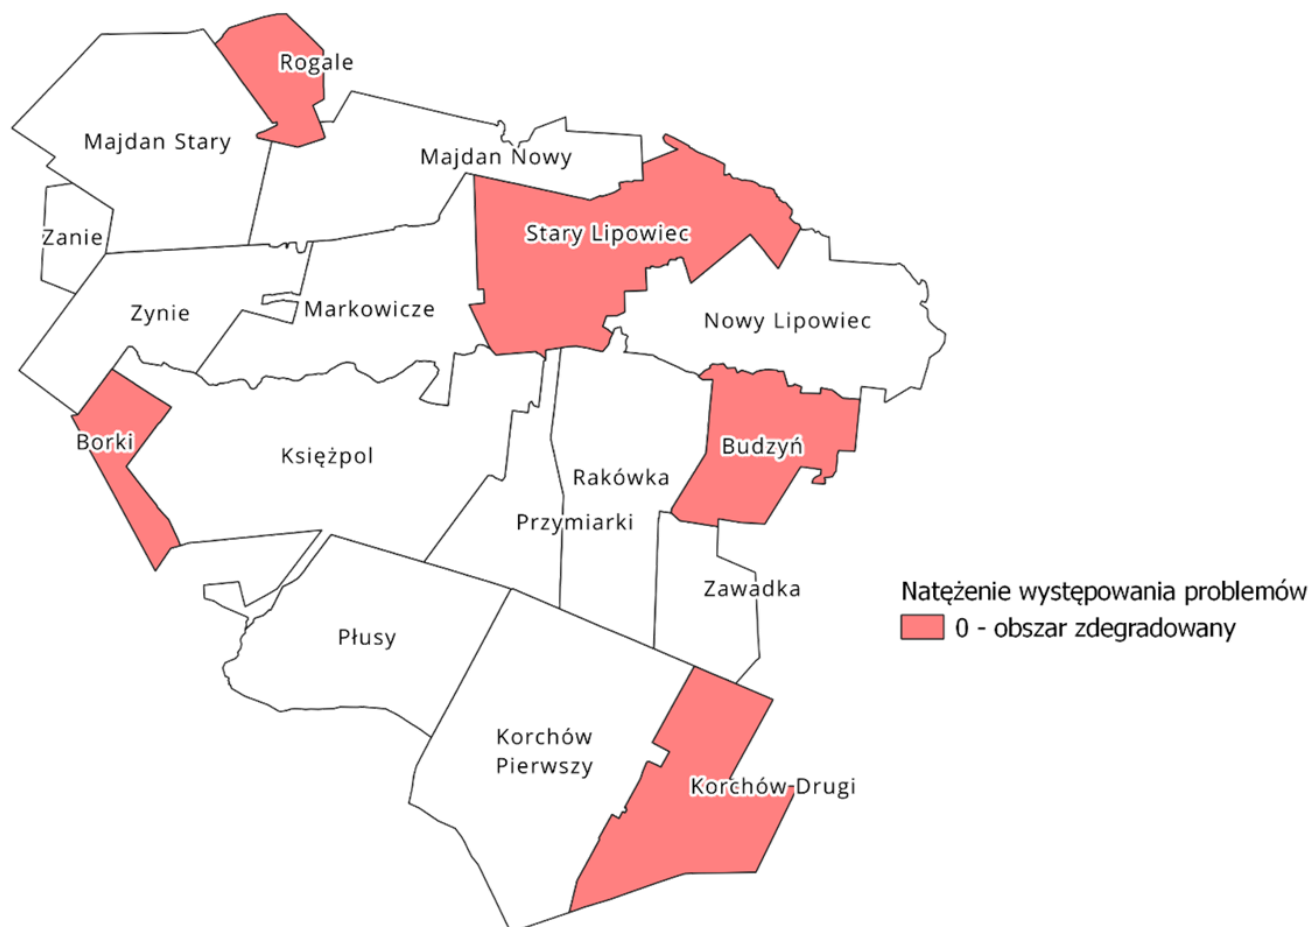 Rogale
Majdan Stary
Majdan Nowy
Zanie
Stary Lipowiec
Zynie
Markowicze
Nowy Lipowiec
Borki
Księżpol
Budzyń
Rakówka
Przymiarki
Zawadka
Płusy
Korchów
Pierwszy
Korchów Drugi
Natężenie występowania problemów
0 - obszar zdegradowany